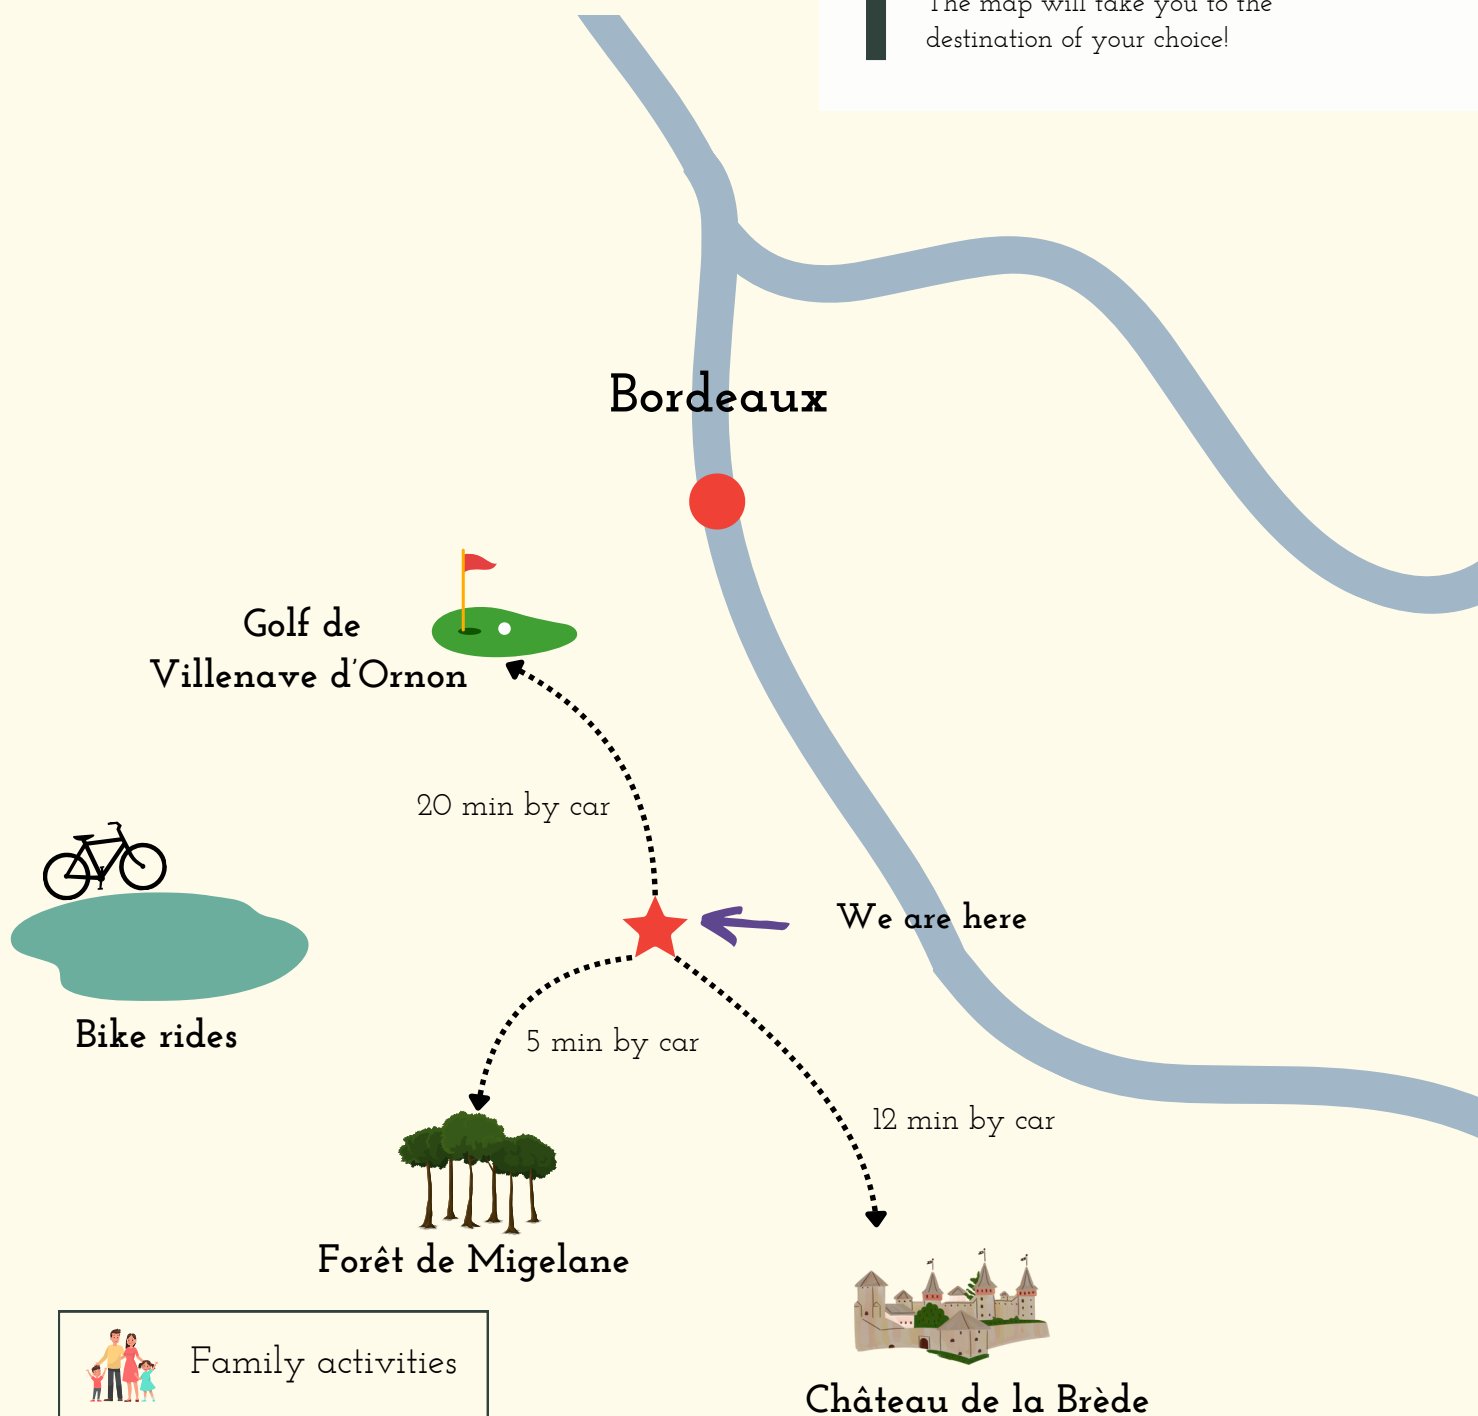 The map will take you to the
destination of your choice!
Bordeaux
Golf de
Villenave d'Ornon
20 min by car
We are here
Bike rides
5 min by car
12 min by car
Forêt de Migelane
Family activities
Château de la Brède